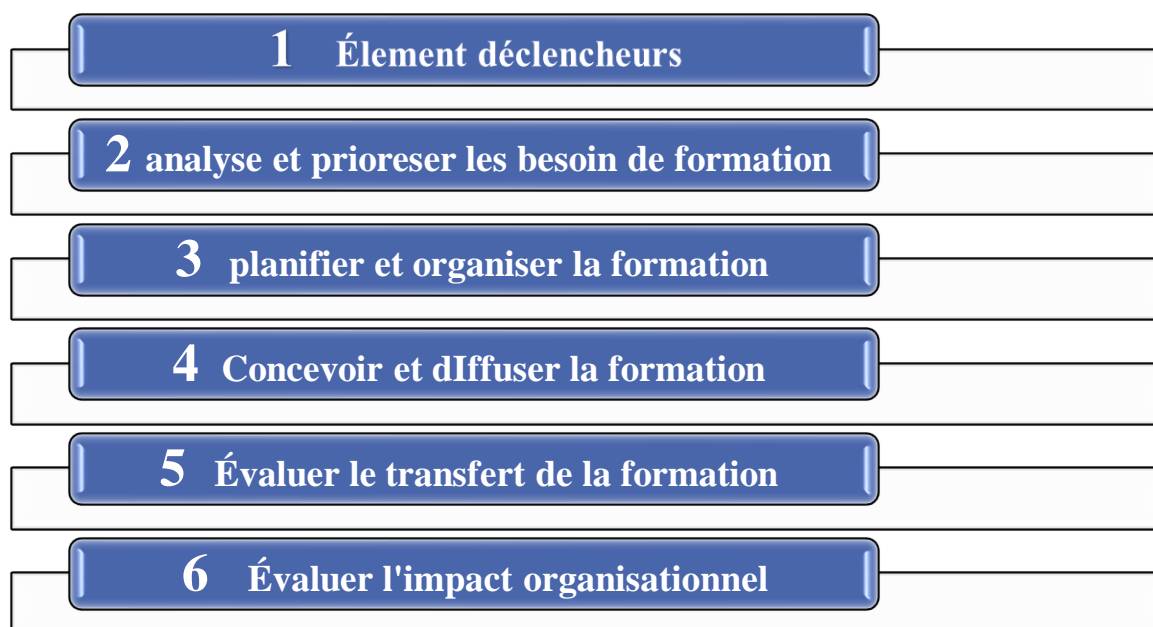 1 Élement déclencheurs
2 analyse et prioreser les besoin de formation
3 planifier et organiser la formation
4 Concevoir et dIffuser la formation
5 Évaluer le transfert de la formation
6 Évaluer l'impact organisationnel